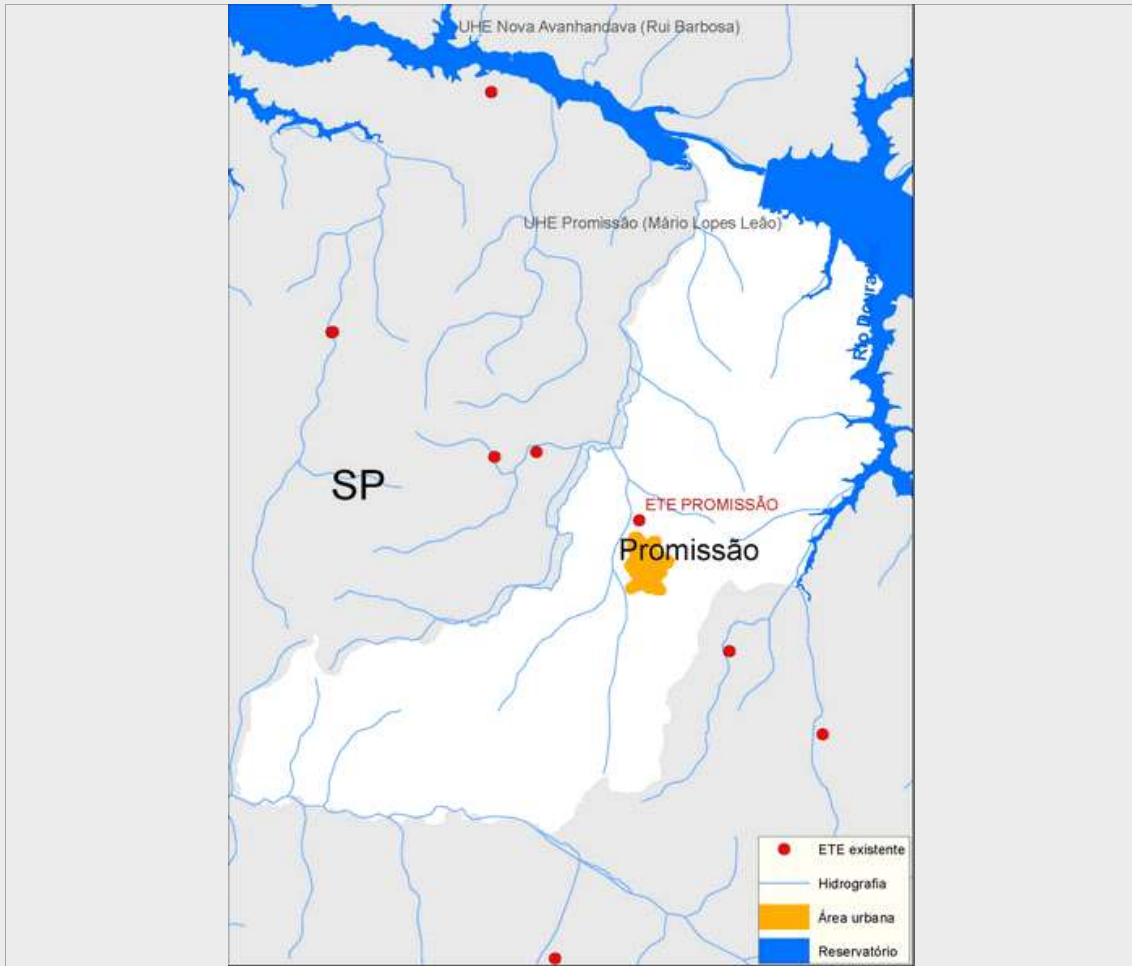 UHE Nova Avanhandava (Rui Barbosa)
UHE Promissão (Mário Lopes Leão)
Rio
SP
ETE PROMISSÃO
Promissão
ETE existente
Hidrografia
Área urbana
Reservatório